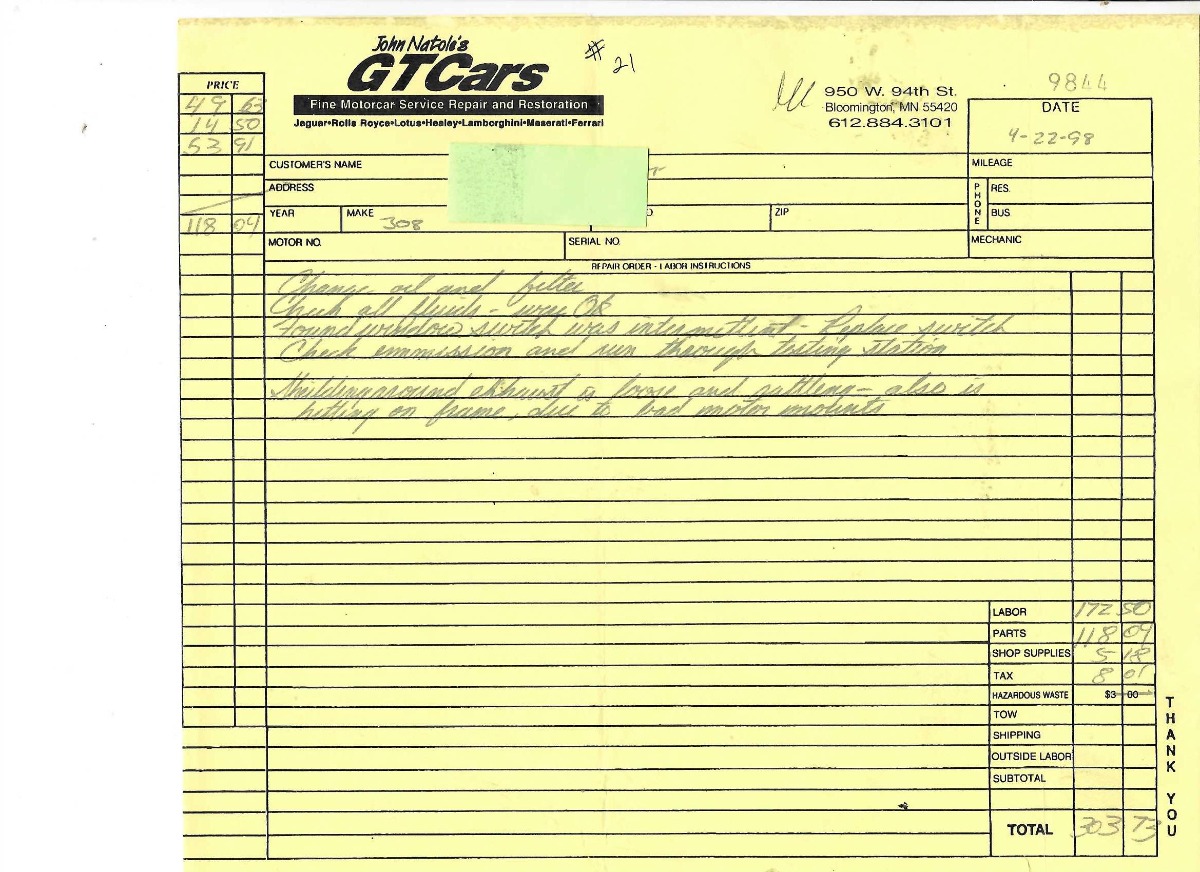 John Natole's
GTCars
# 21
Fine Motorcar Service Repair and Restoration
Jaguar•Rolls Royce•Lotus•Healey•Lamborghini•Maserati•Ferrari
950 W. 94th St.
Bloomington, MN 55420
612.884.3101
9844
DATE
4-22-98
PRICE
49 63
14 50
53 91
118 04
CUSTOMER'S NAME
MILEAGE
ADDRESS
PHONE
RES.
BUS
YEAR
MAKE 308
ZIP
MOTOR NO.
SERIAL NO.
MECHANIC
REPAIR ORDER - LABOR INSTRUCTIONS
Change oil and filter
Check all fluids - were OK
Found window switch was intermittent - Replace switch
Check emmission and run through testing station
around exhaust is loose and rattling - also is
hitting on frame, due to bad motor mounts
LABOR 172 50
PARTS 118 04
SHOP SUPPLIES 5 18
TAX 8 01
HAZARDOUS WASTE $3 00
TOW
SHIPPING
OUTSIDE LABOR
SUBTOTAL
TOTAL 303 73
THANK YOU